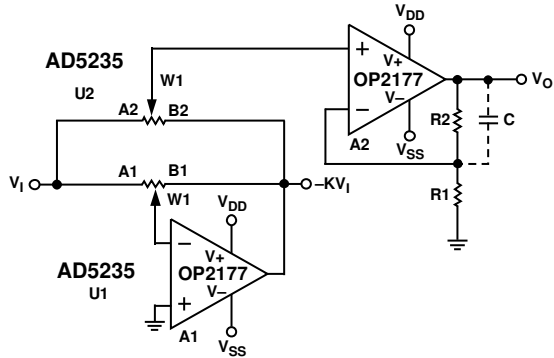 AD5235
U2
W1
A2
B2
V_I
A1
B1
W1
AD5235
U1
V_DD
V+
OP2177
V–
A1
V_SS
–
+
–KV_I
V_DD
+
V+
OP2177
–
V–
A2
V_SS
V_O
R2
C
R1